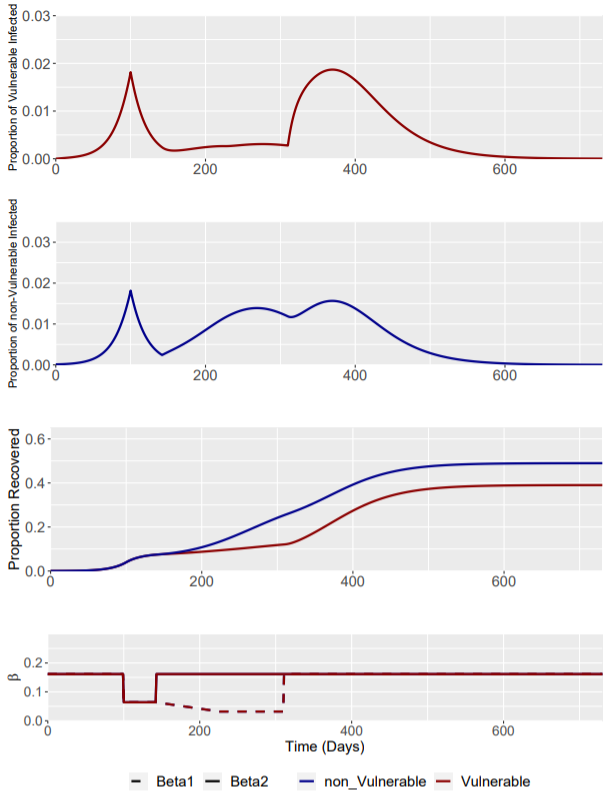 Proportion of Vulnerable Infected
0.03
0.02
0.01
0.00
0 200 400 600
Proportion of non-Vulnerable Infected
0.03
0.02
0.01
0.00
0 200 400 600
Proportion Recovered
0.6
0.4
0.2
0.0
0 200 400 600
β
0.2
0.1
0.0
0 200 400 600
Time (Days)
Beta1 Beta2 non_Vulnerable Vulnerable